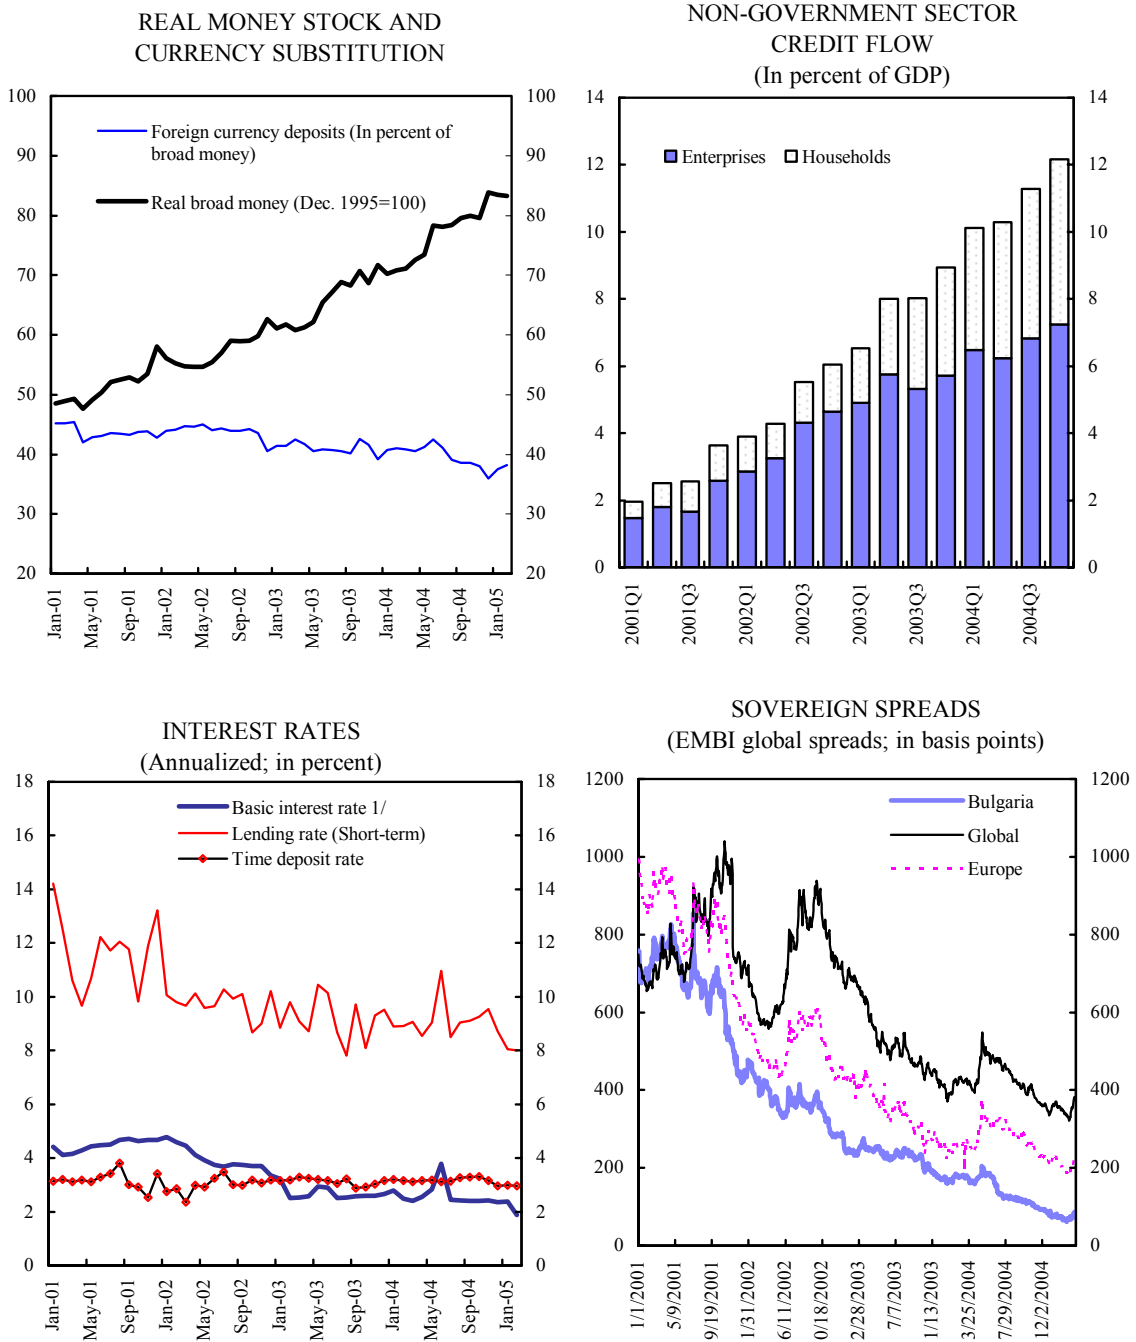 REAL MONEY STOCK AND
CURRENCY SUBSTITUTION
100
90
80
70
60
50
40
30
20
100
90
80
70
60
50
40
30
20
Foreign currency deposits (In percent of
broad money)
Real broad money (Dec. 1995=100)
Jan-01
May-01
Sep-01
Jan-02
May-02
Sep-02
Jan-03
May-03
Sep-03
Jan-04
May-04
Sep-04
Jan-05
NON-GOVERNMENT SECTOR
CREDIT FLOW
(In percent of GDP)
14
12
10
8
6
4
2
0
14
12
10
8
6
4
2
0
Enterprises
Households
2001Q1
2001Q3
2002Q1
2002Q3
2003Q1
2003Q3
2004Q1
2004Q3
INTEREST RATES
(Annualized; in percent)
18
16
14
12
10
8
6
4
2
0
18
16
14
12
10
8
6
4
2
0
Basic interest rate 1/
Lending rate (Short-term)
Time deposit rate
Jan-01
May-01
Sep-01
Jan-02
May-02
Sep-02
Jan-03
May-03
Sep-03
Jan-04
May-04
Sep-04
Jan-05
SOVEREIGN SPREADS
(EMBI global spreads; in basis points)
1200
1000
800
600
400
200
0
1200
1000
800
600
400
200
0
Bulgaria
Global
Europe
1/1/2001
5/9/2001
9/19/2001
1/31/2002
6/11/2002
0/18/2002
2/28/2003
7/7/2003
1/13/2003
3/25/2004
7/29/2004
12/2/2004